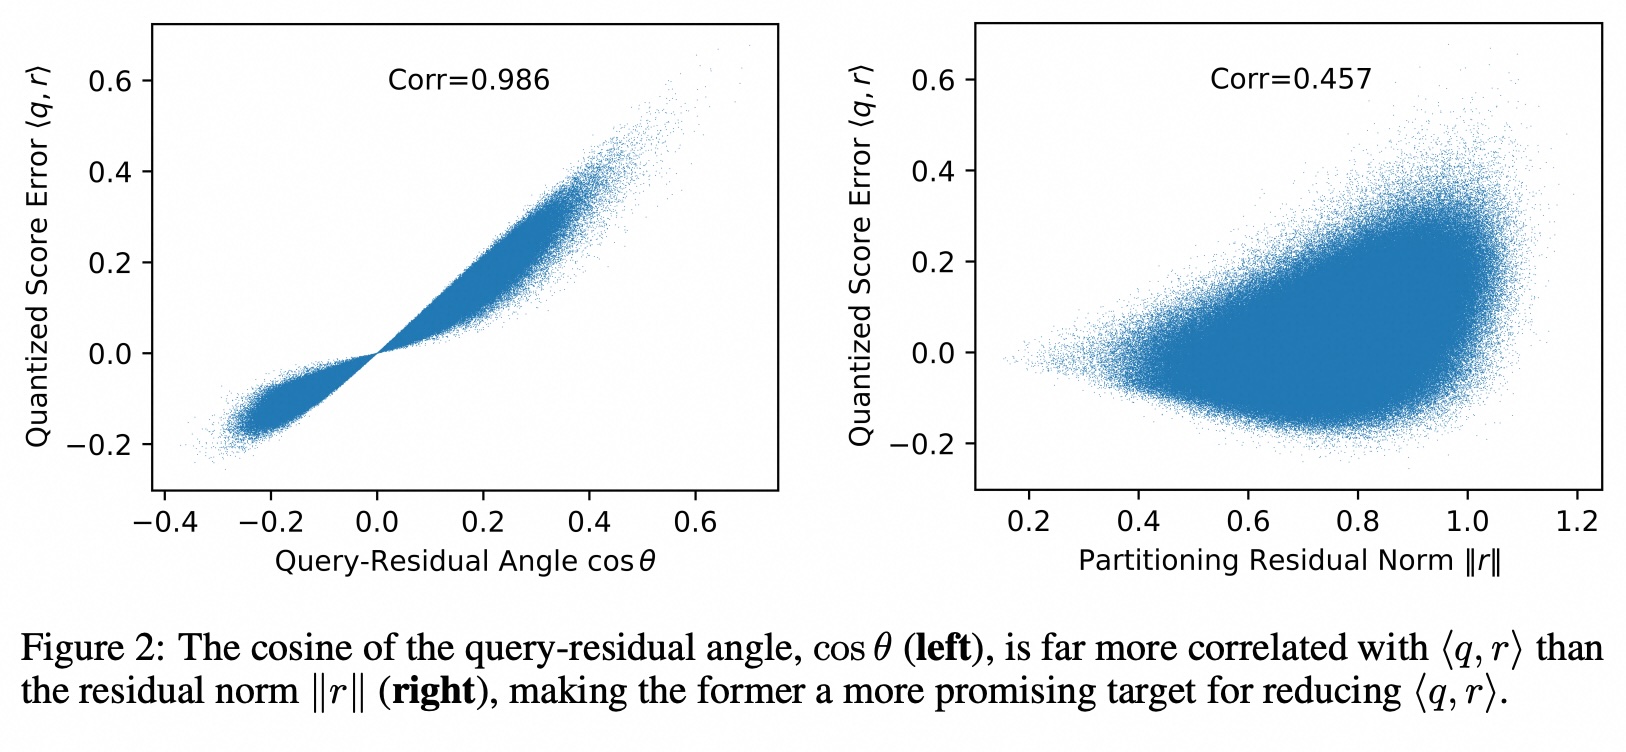 Corr=0.986
Quantized Score Error ⟨q, r⟩
0.6
0.4
0.2
0.0
−0.2
−0.4 −0.2 0.0 0.2 0.4 0.6
Query-Residual Angle cos θ
Corr=0.457
Quantized Score Error ⟨q, r⟩
0.6
0.4
0.2
0.0
−0.2
0.2 0.4 0.6 0.8 1.0 1.2
Partitioning Residual Norm ‖r‖
Figure 2: The cosine of the query-residual angle, cos θ (left), is far more correlated with ⟨q, r⟩ than
the residual norm ‖r‖ (right), making the former a more promising target for reducing ⟨q, r⟩.